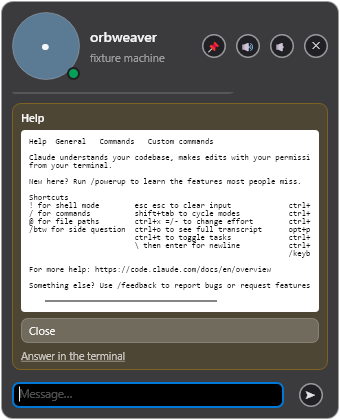 orbweaver
fixture machine
Help
Help General Commands Custom commands
Claude understands your codebase, makes edits with your permissi
from your terminal.
New here? Run /powerup to learn the features most people miss.
Shortcuts
! for shell mode esc esc to clear input ctrl+
/ for commands shift+tab to cycle modes ctrl+
@ for file paths ctrl+x =/- to change effort ctrl+
/btw for side question ctrl+o to see full transcript opt+p
ctrl+t to toggle tasks ctrl+
\ then enter for newline ctrl+
/keyb
For more help: https://code.claude.com/docs/en/overview
Something else? Use /feedback to report bugs or request features
Close
Answer in the terminal
Message...